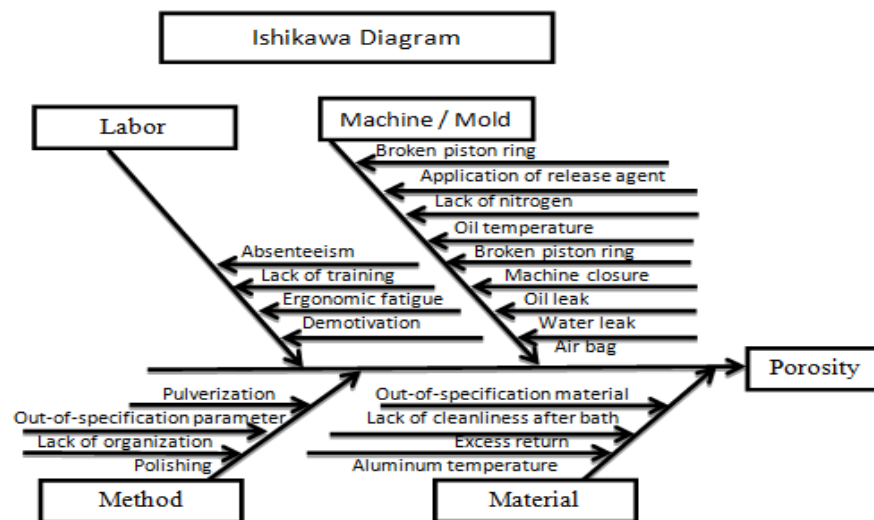 Ishikawa Diagram
Labor
Machine / Mold
Broken piston ring
Application of release agent
Lack of nitrogen
Oil temperature
Broken piston ring
Machine closure
Oil leak
Water leak
Air bag
Absenteeism
Lack of training
Ergonomic fatigue
Demotivation
Porosity
Pulverization
Out-of-specification parameter
Lack of organization
Polishing
Method
Out-of-specification material
Lack of cleanliness after bath
Excess return
Aluminum temperature
Material